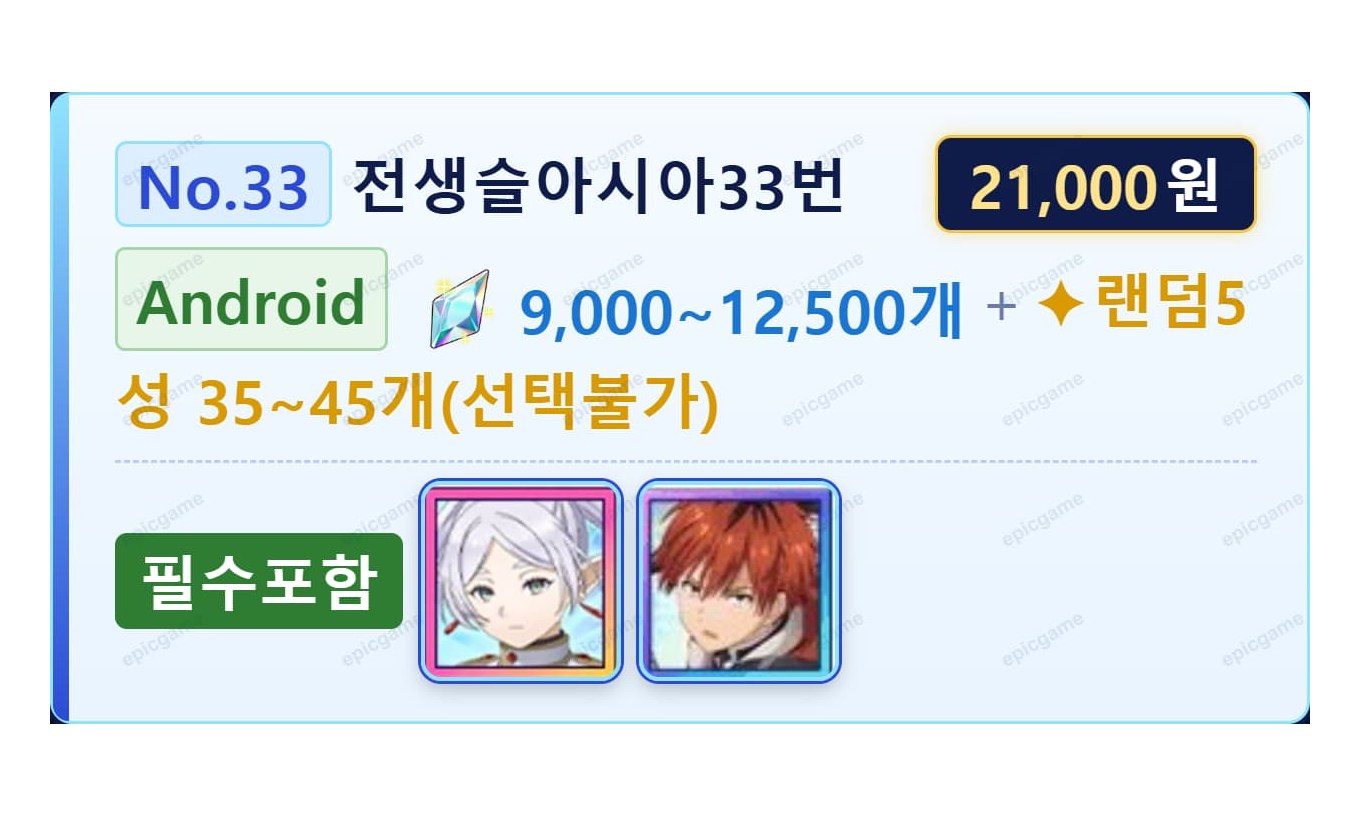 No.33 전생슬아시아33번 21,000원
Android 9,000~12,500개 + ✦랜덤5
성 35~45개(선택불가)
필수포함
epicgame